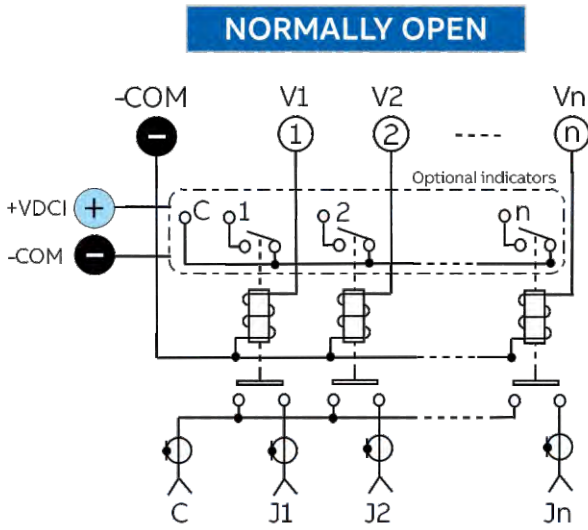 NORMALLY OPEN
-COM V1 V2 Vn
− 1 2 n
Optional indicators
+VDCI + C 1 2 n
-COM −
C J1 J2 Jn